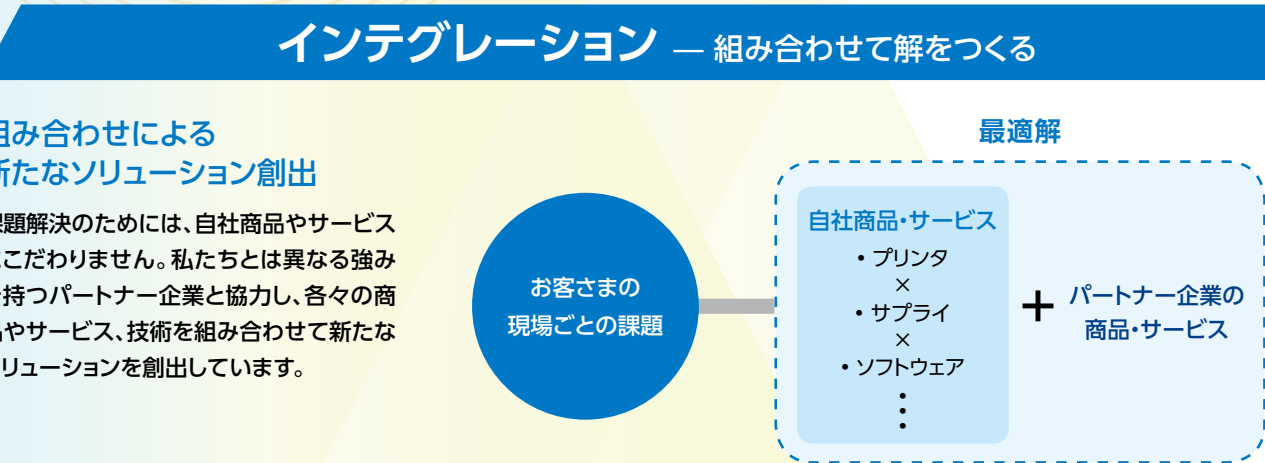 インテグレーション ― 組み合わせて解をつくる
組み合わせによる
新たなソリューション創出
課題解決のためには、自社商品やサービス
にこだわりません。私たちとは異なる強み
を持つパートナー企業と協力し、各々の商
品やサービス、技術を組み合わせて新たな
ソリューションを創出しています。
お客さまの
現場ごとの課題
最適解
自社商品・サービス
• プリンタ
×
• サプライ
×
• ソフトウェア
+
パートナー企業の
商品・サービス